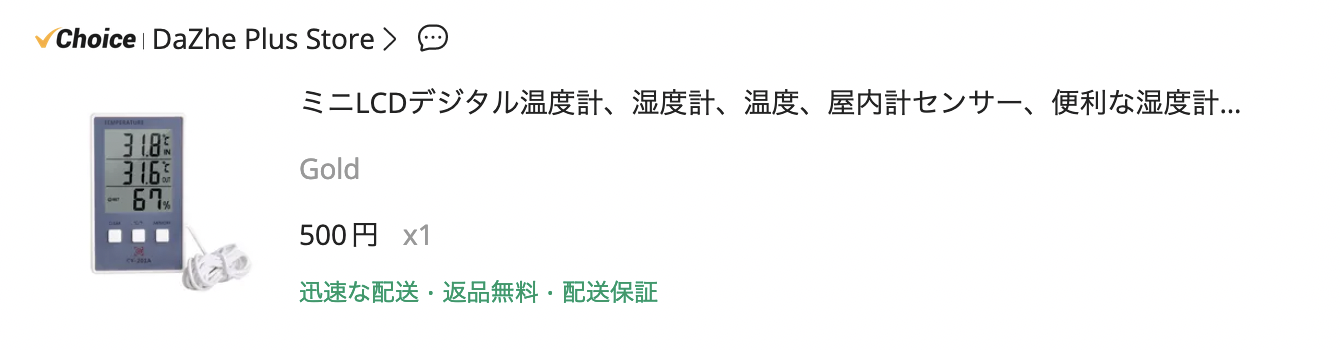 Choice | DaZhe Plus Store >
ミニLCDデジタル温度計、湿度計、温度、屋内計センサー、便利な湿度計...
TEMPERATURE
31.8 °C IN
31.6 °C OUT
67 %
Gold
500円 x1
迅速な配送・返品無料・配送保証